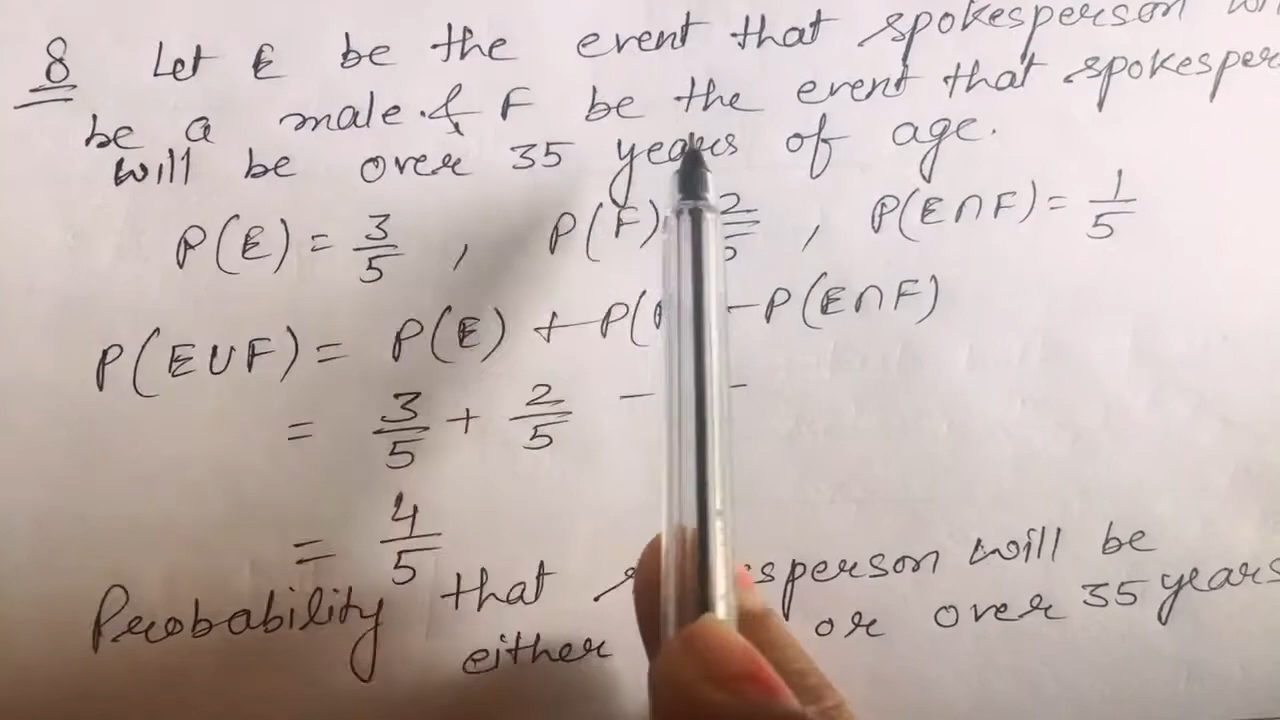 8 Let E be the event that spokesperson
be a male & F be the event that
will be over 35 years of age.
P(E) = 3/5 , P(F) 2/5 , P(E∩F) = 1/5
P(E∪F) = P(E) + P( - P(E∩F)
= 3/5 + 2/5 -
= 4/5
Probability that will be
either or over 35 years